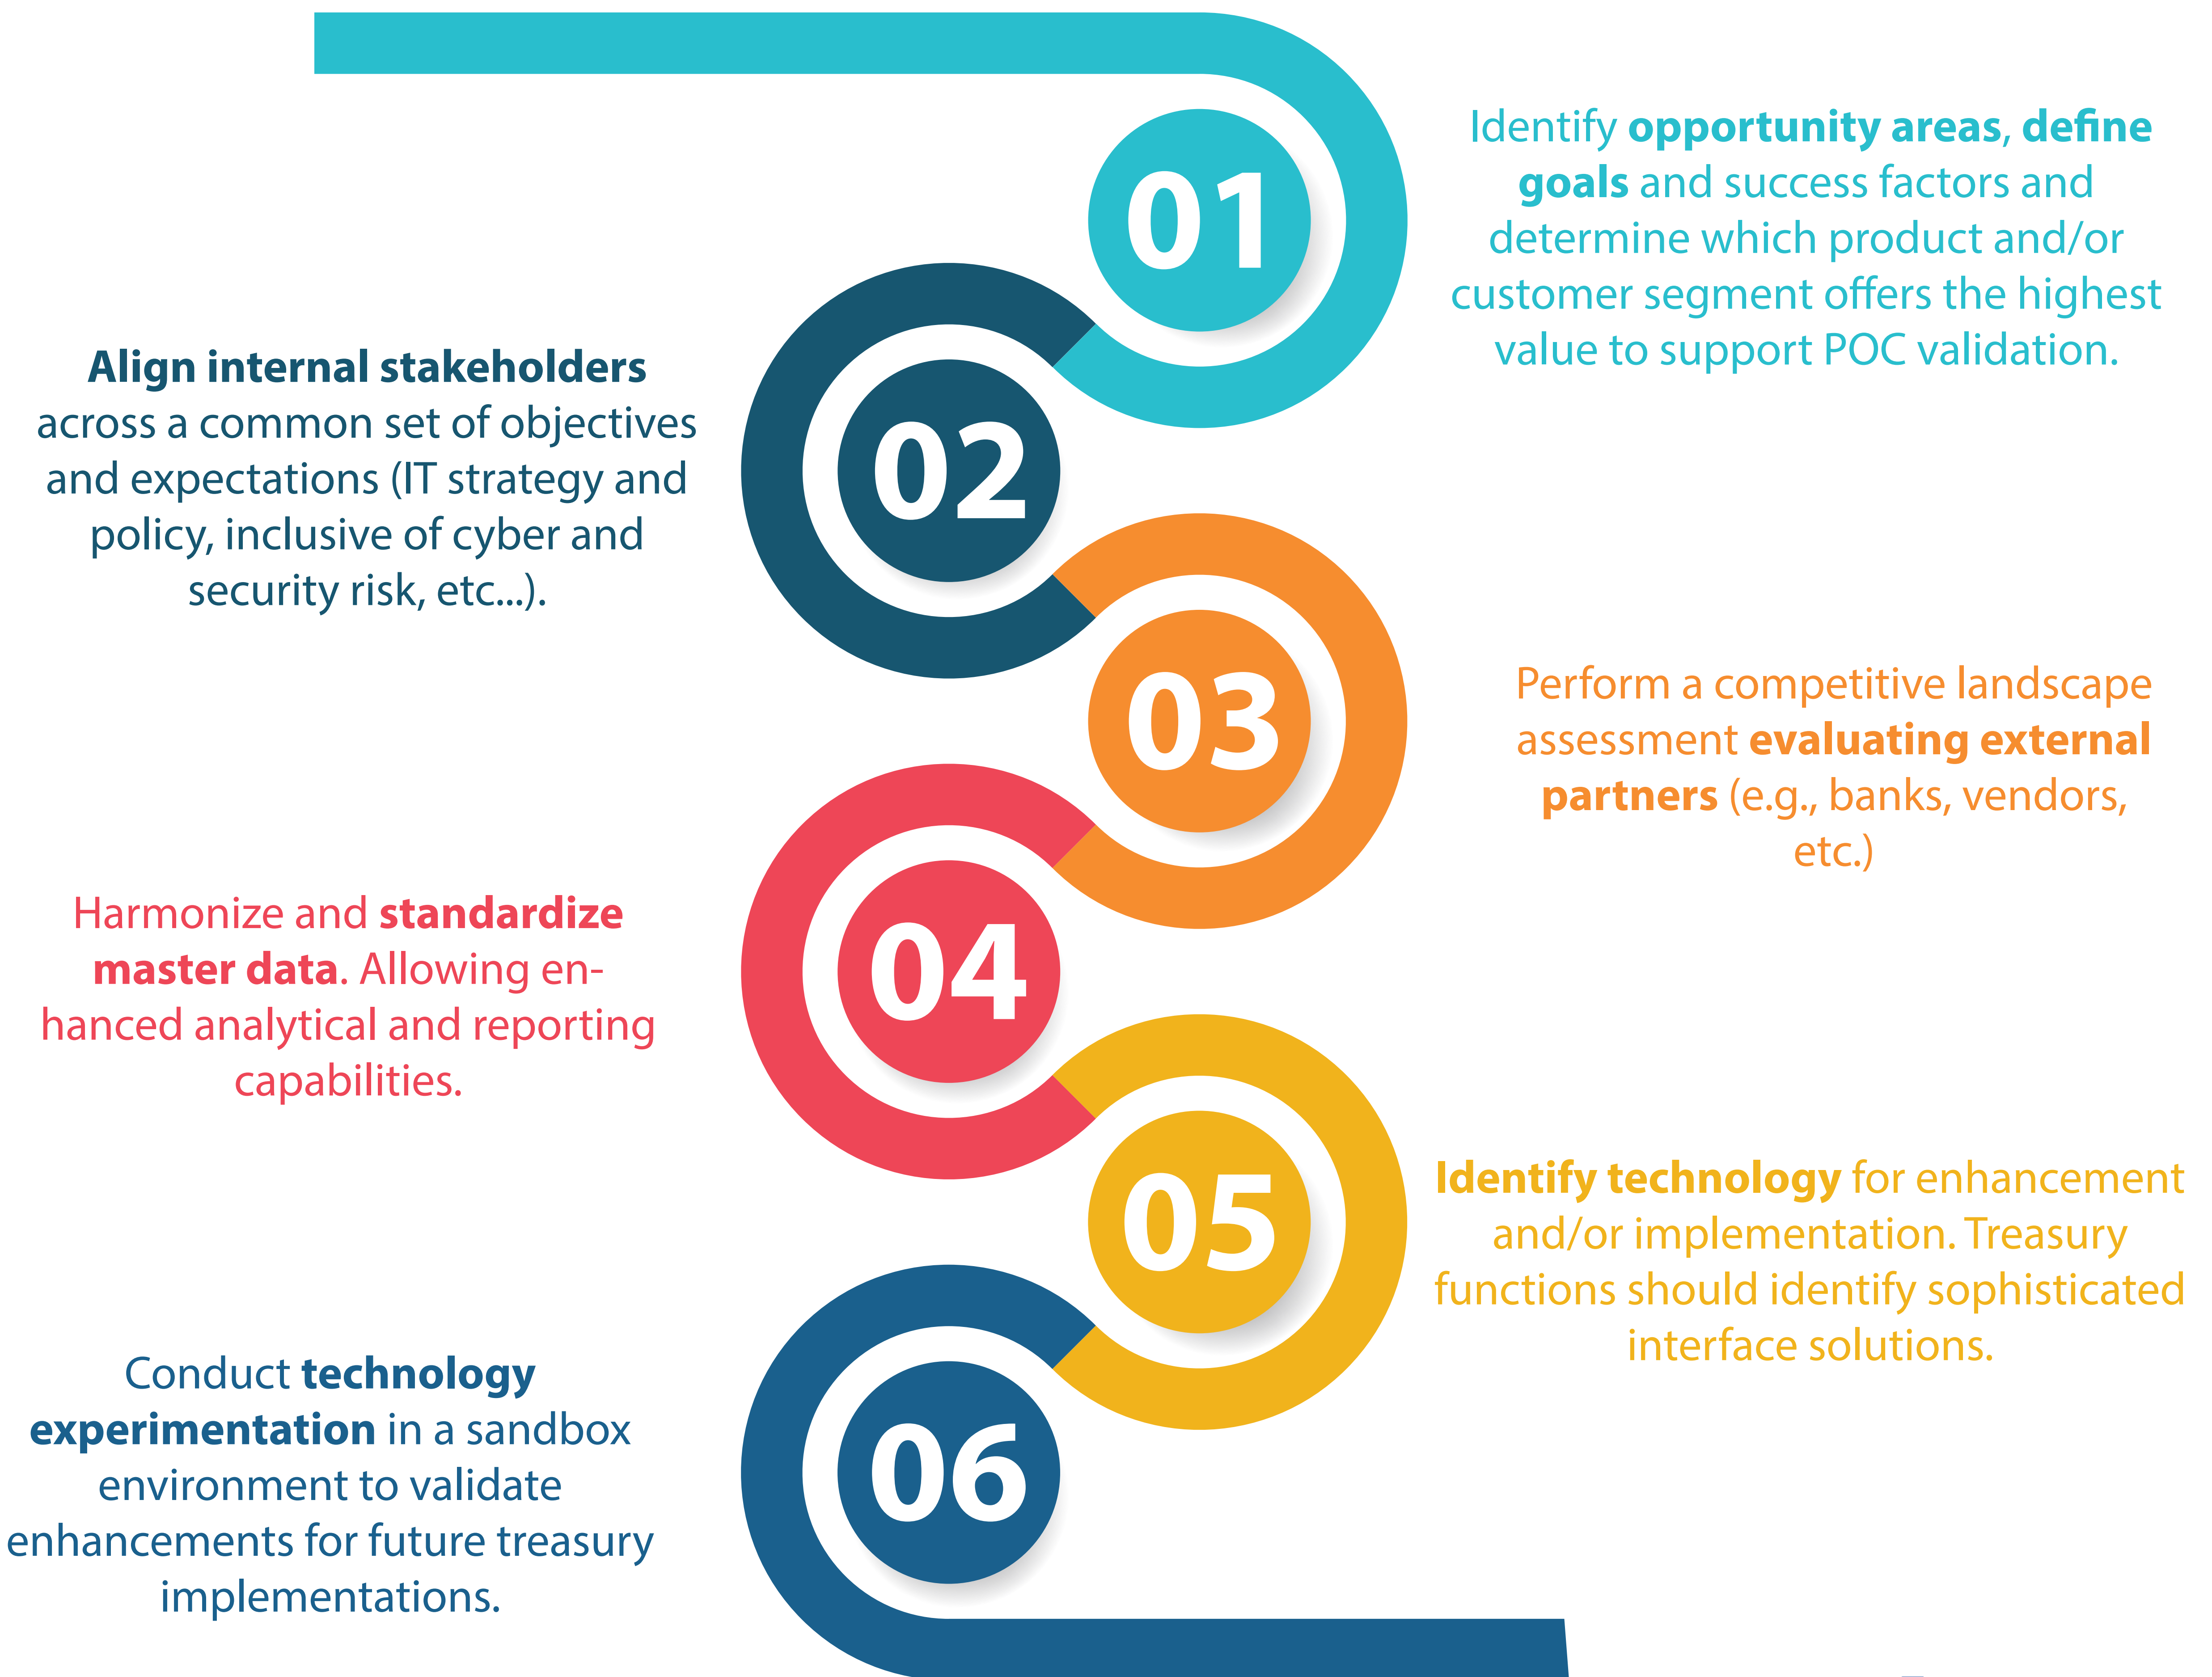 01
Identify opportunity areas, define
goals and success factors and
determine which product and/or
customer segment offers the highest
value to support POC validation.
02
Align internal stakeholders
across a common set of objectives
and expectations (IT strategy and
policy, inclusive of cyber and
security risk, etc...).
03
Perform a competitive landscape
assessment evaluating external
partners (e.g., banks, vendors,
etc.)
04
Harmonize and standardize
master data. Allowing en-
hanced analytical and reporting
capabilities.
05
Identify technology for enhancement
and/or implementation. Treasury
functions should identify sophisticated
interface solutions.
06
Conduct technology
experimentation in a sandbox
environment to validate
enhancements for future treasury
implementations.